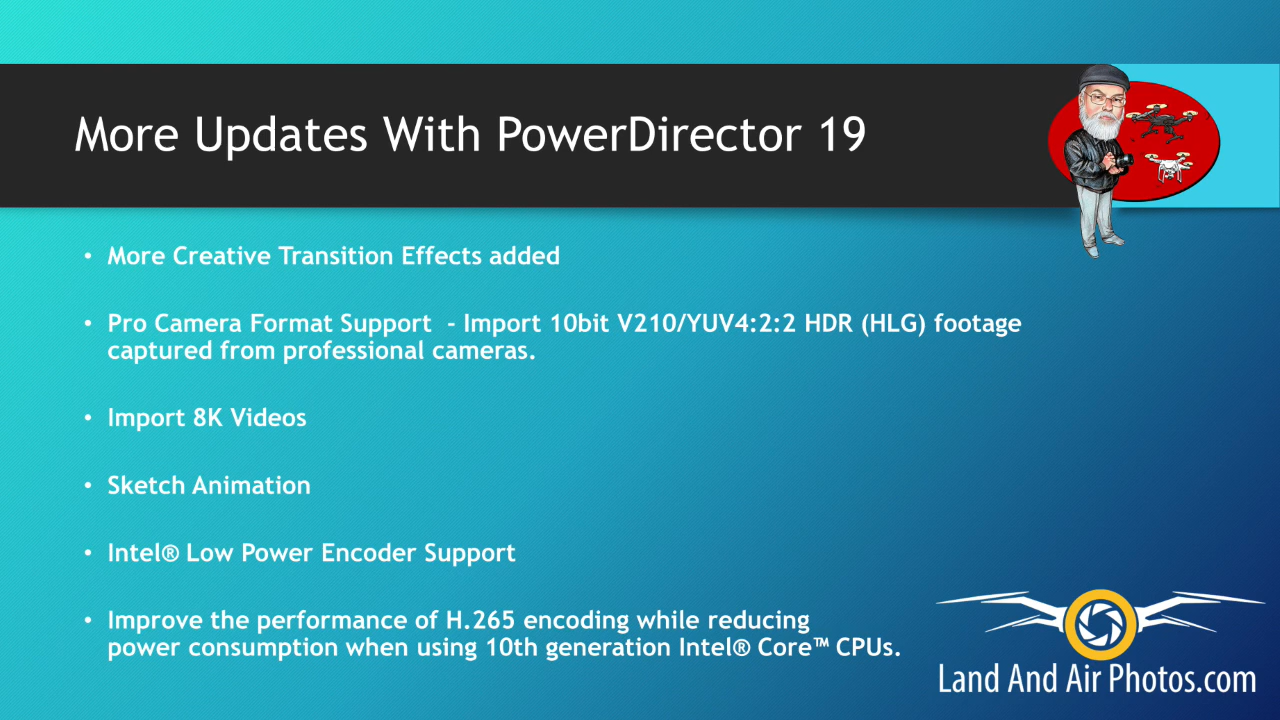 More Updates With PowerDirector 19
• More Creative Transition Effects added
• Pro Camera Format Support - Import 10bit V210/YUV4:2:2 HDR (HLG) footage
captured from professional cameras.
• Import 8K Videos
• Sketch Animation
• Intel® Low Power Encoder Support
• Improve the performance of H.265 encoding while reducing
power consumption when using 10th generation Intel® Core™ CPUs.
Land And Air Photos.com